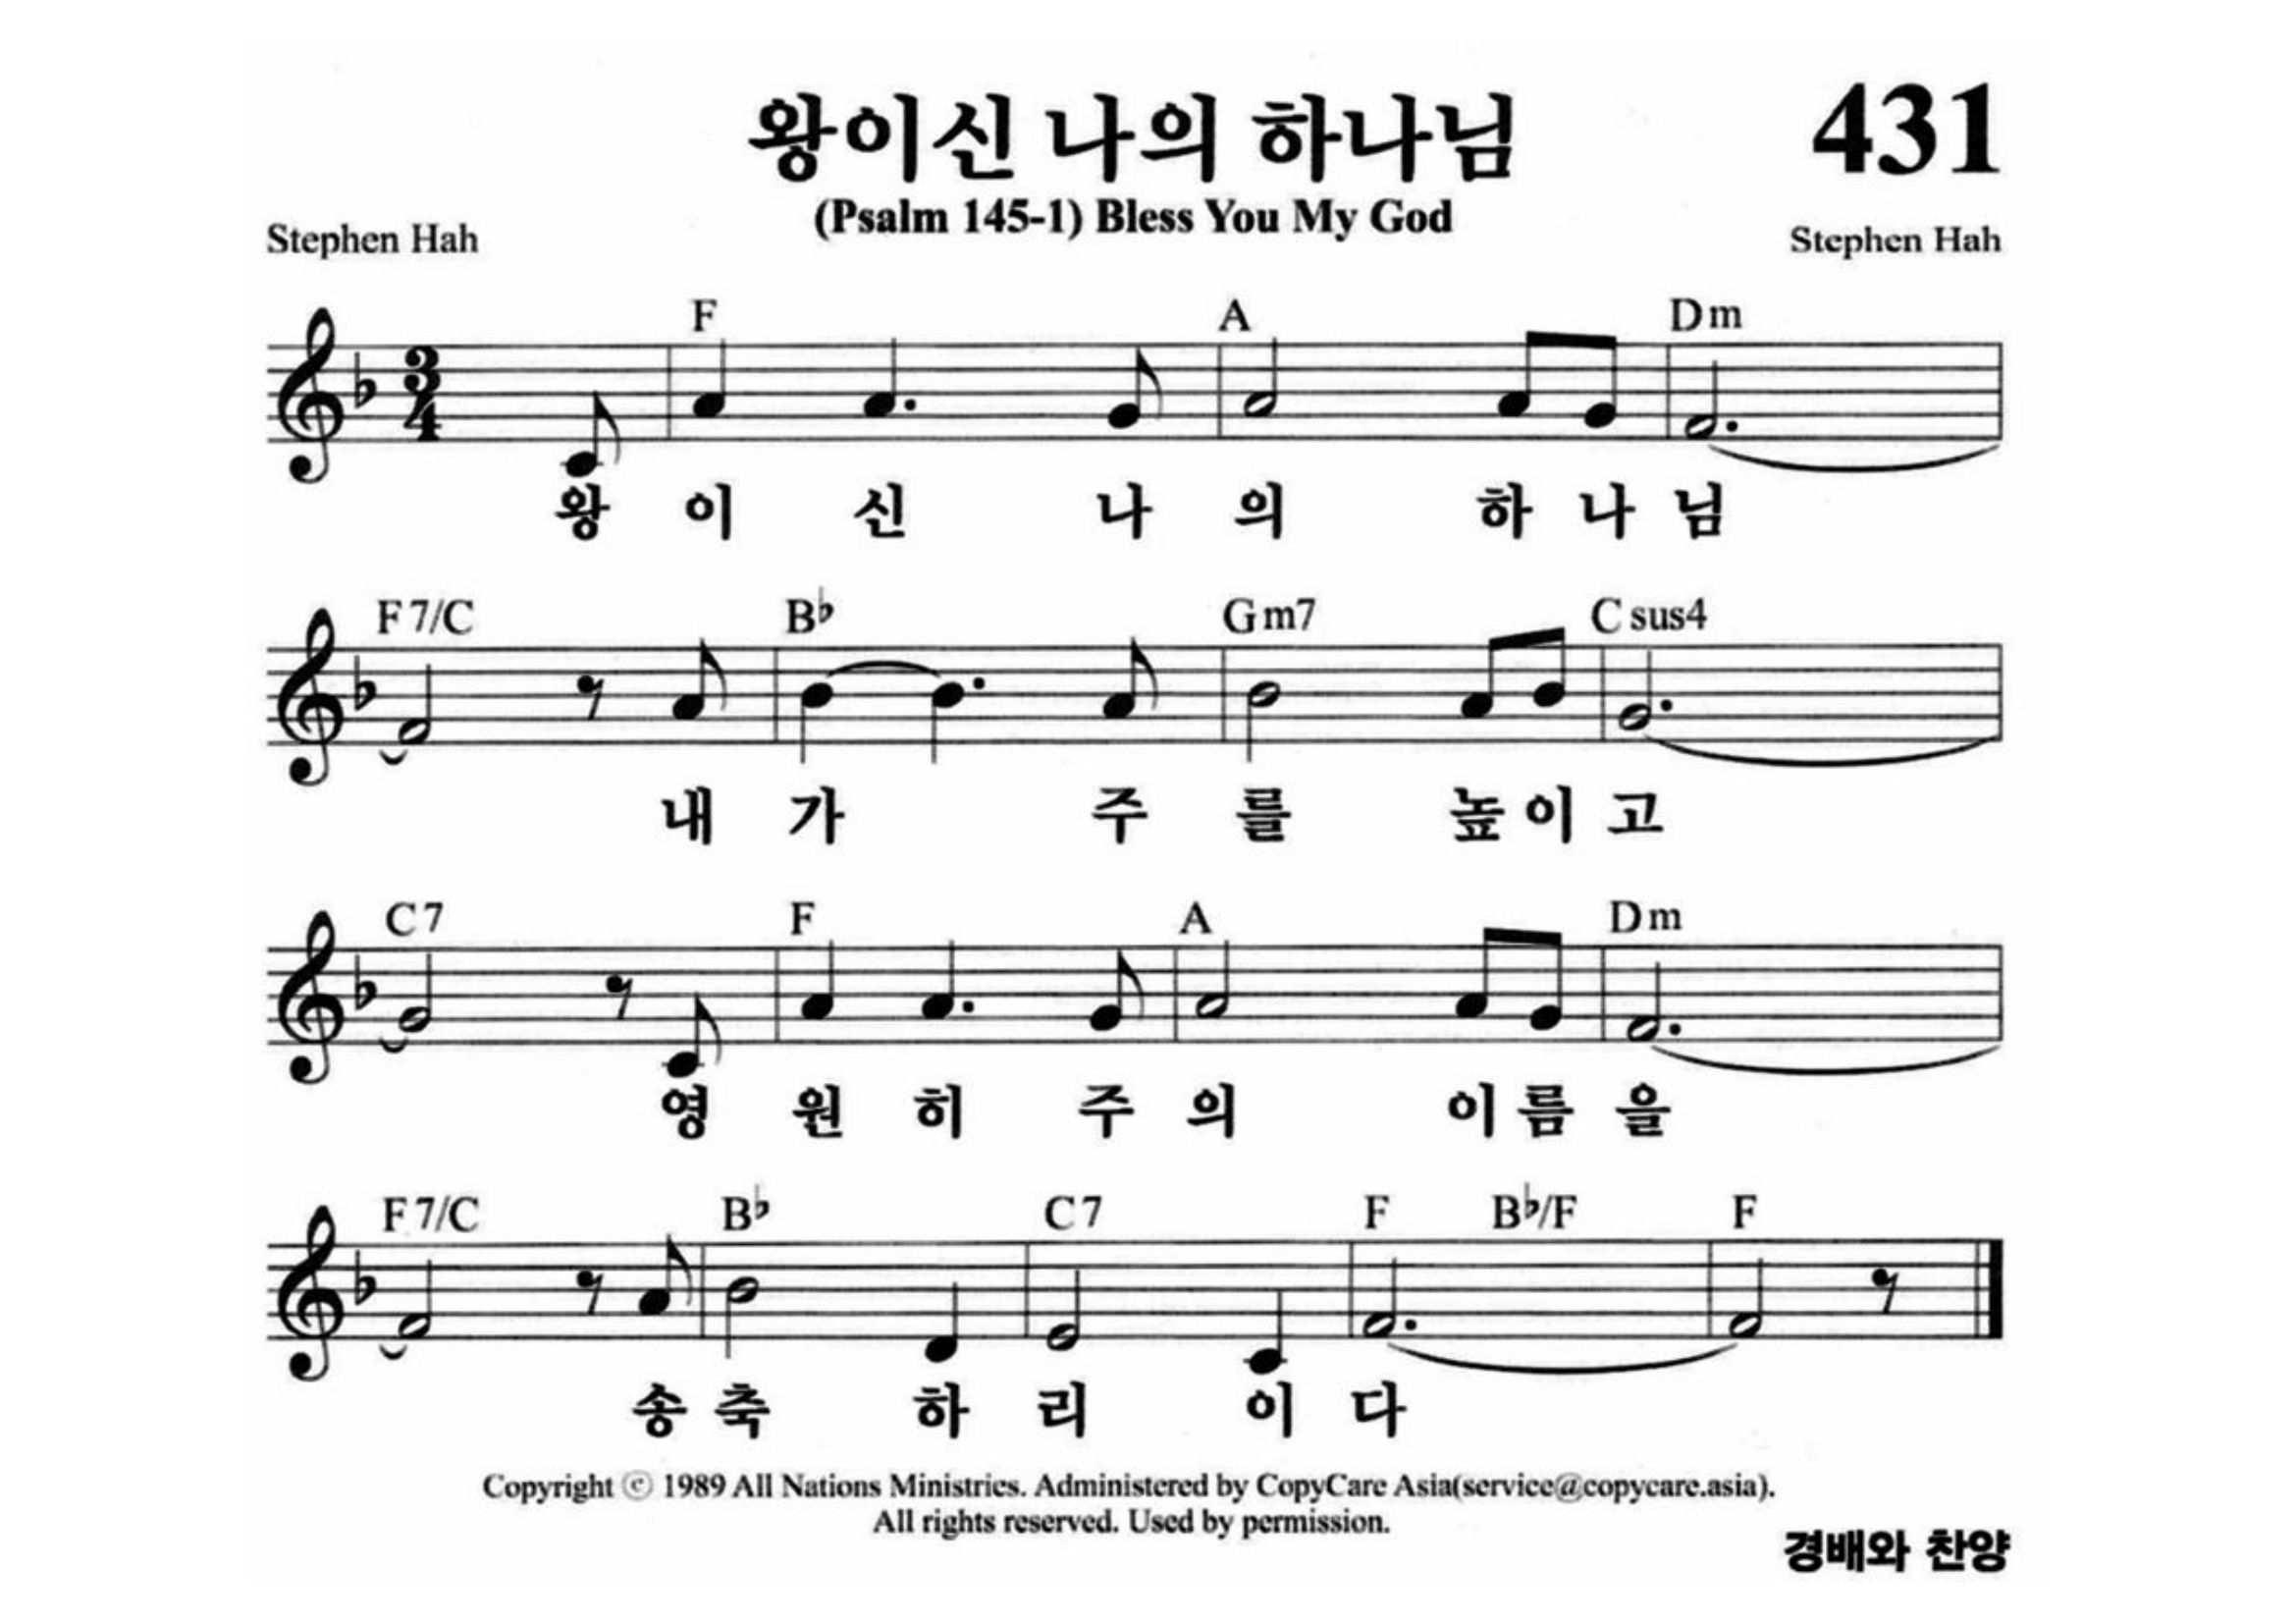 왕이신 나의 하나님
431
(Psalm 145-1) Bless You My God
Stephen Hah
Stephen Hah
F A Dm
3
4
왕 이 신 나 의 하 나 님
F7/C B♭ Gm7 Csus4
내 가 주 를 높 이 고
C7 F A Dm
영 원 히 주 의 이 름 을
F7/C B♭ C7 F B♭/F F
송 축 하 리 이 다
Copyright ⓒ 1989 All Nations Ministries. Administered by CopyCare Asia(service@copycare.asia).
All rights reserved. Used by permission.
경배와 찬양